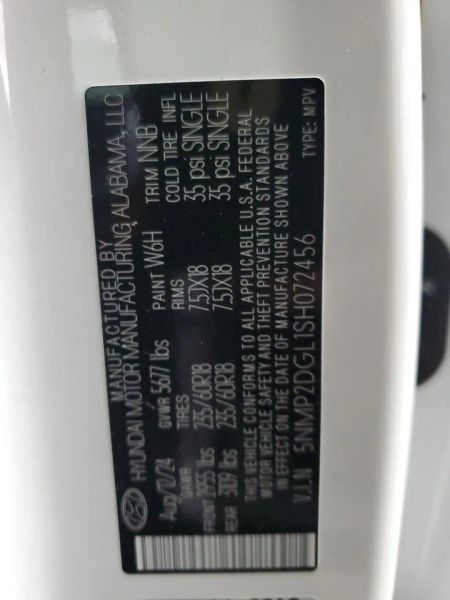 MANUFACTURED BY
HYUNDAI MOTOR MANUFACTURING, ALABAMA, LLC
Aug/12/24 GVWR 5677 lbs PAINT W6H TRIM NNB
GAWR TIRES RIMS COLD TIRE INFL
FRONT lbs 235/60R18 7.5JX18 35 psi SINGLE
REAR 3109 lbs 235/60R18 7.5JX18 35 psi SINGLE
THIS VEHICLE CONFORMS TO ALL APPLICABLE U.S.A. FEDERAL
MOTOR VEHICLE SAFETY AND THEFT PREVENTION STANDARDS
IN EFFECT ON THE DATE OF MANUFACTURE SHOWN ABOVE
V.I.N 5NMP2DGL1SH072456 TYPE: MPV